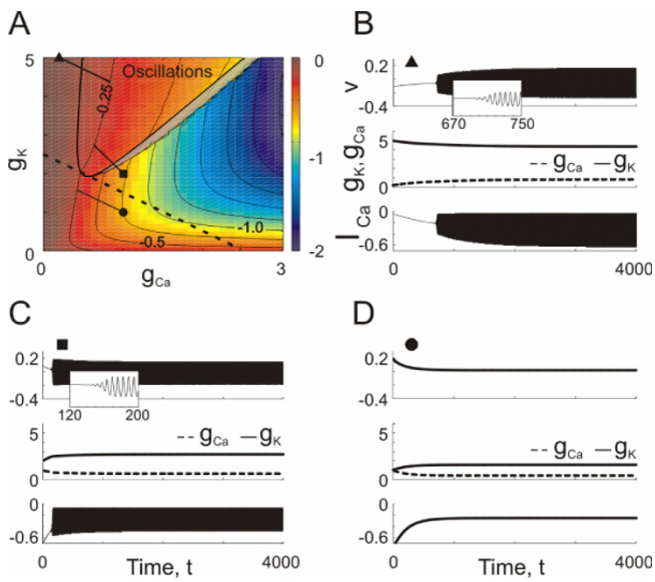 A
B
5
Oscillations
-0.25
-0.5
-1.0
0
0
3
g_K
g_Ca
0
-1
-2
0.2
-0.4
v
670
750
5
0
g_K, g_Ca
g_Ca g_K
0
-0.6
I_Ca
0
4000
C
D
0.2
-0.4
120
200
5
0
g_Ca g_K
0
-0.6
0
4000
Time, t
0.2
-0.4
5
0
g_Ca g_K
0
-0.6
0
4000
Time, t